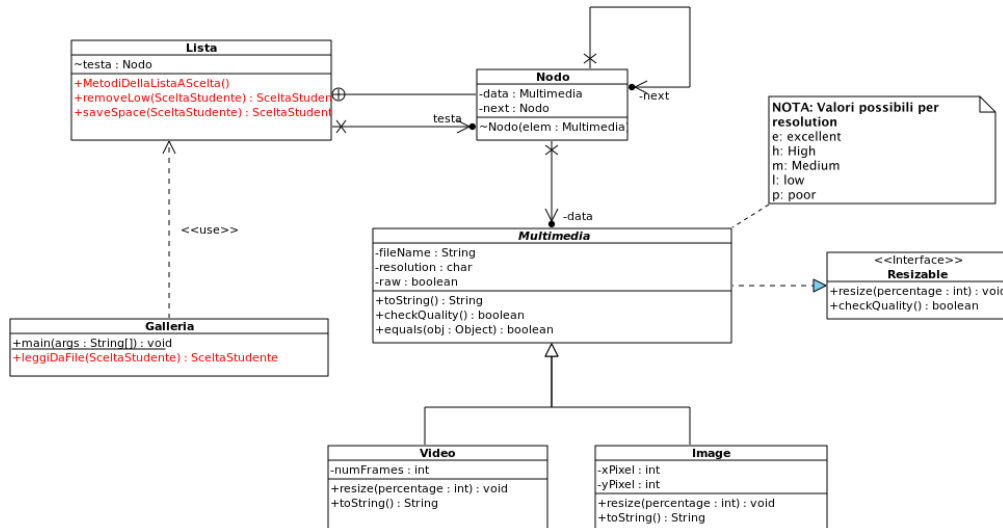 Lista
~testa : Nodo
+MetodiDellaListaAScelta()
+removeLow(SceltaStudente) : SceltaStuden
+saveSpace(SceltaStudente) : SceltaStudent
testa
Nodo
-data : Multimedia
-next : Nodo
~Nodo(elem : Multimedia
-next
-data
NOTA: Valori possibili per
resolution
e: excellent
h: High
m: Medium
l: low
p: poor
<<use>>
Multimedia
-fileName : String
-resolution : char
-raw : boolean
+toString() : String
+checkQuality() : boolean
+equals(obj : Object) : boolean
<<Interface>>
Resizable
+resize(percentage : int) : void
+checkQuality() : boolean
Galleria
+main(args : String[]) : void
+leggiDaFile(SceltaStudente) : SceltaStudente
Video
-numFrames : int
+resize(percentage : int) : void
+toString() : String
Image
-xPixel : int
-yPixel : int
+resize(percentage : int) : void
+toString() : String